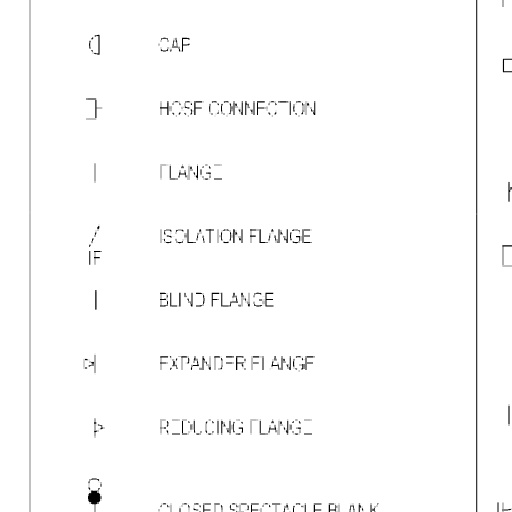 CAP
HOSE CONNECTION
FLANGE
ISOLATION FLANGE
IF
BLIND FLANGE
EXPANDER FLANGE
REDUCING FLANGE
CLOSED SPECTACLE BLANK